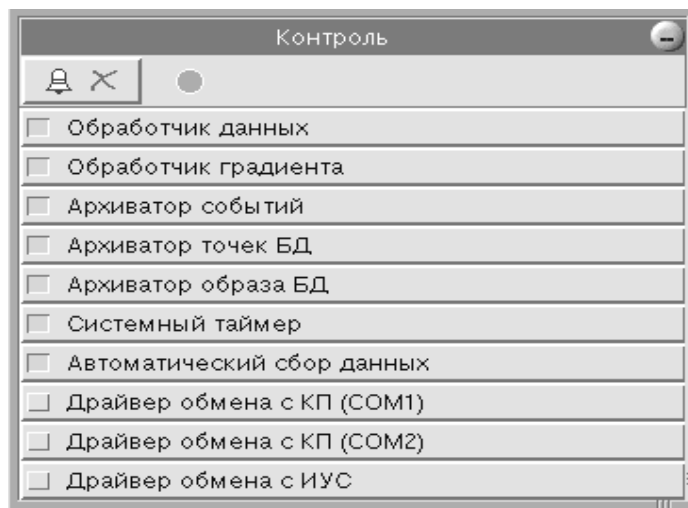 Контроль
Обработчик данных
Обработчик градиента
Архиватор событий
Архиватор точек БД
Архиватор образа БД
Системный таймер
Автоматический сбор данных
Драйвер обмена с КП (COM1)
Драйвер обмена с КП (COM2)
Драйвер обмена с ИУС